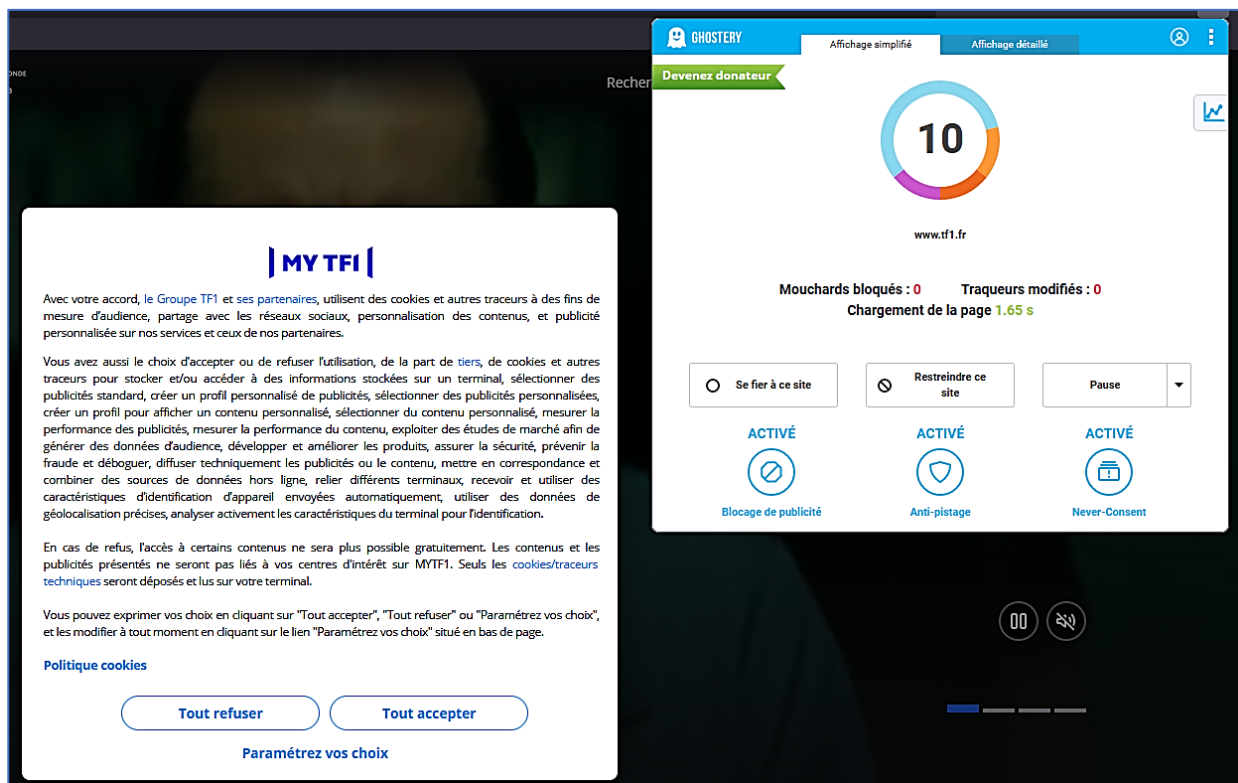 ONDE
Recher
GHOSTERY
Affichage simplifié
Affichage détaillé
Devenez donateur
10
www.tf1.fr
Mouchards bloqués : 0 Traqueurs modifiés : 0
Chargement de la page 1.65 s
Se fier à ce site
Restreindre ce
site
Pause
ACTIVÉ
ACTIVÉ
ACTIVÉ
Blocage de publicité
Anti-pistage
Never-Consent
MY TF1
Avec votre accord, le Groupe TF1 et ses partenaires, utilisent des cookies et autres traceurs à des fins de
mesure d'audience, partage avec les réseaux sociaux, personnalisation des contenus, et publicité
personnalisée sur nos services et ceux de nos partenaires.
Vous avez aussi le choix d'accepter ou de refuser l'utilisation, de la part de tiers, de cookies et autres
traceurs pour stocker et/ou accéder à des informations stockées sur un terminal, sélectionner des
publicités standard, créer un profil personnalisé de publicités, sélectionner des publicités personnalisées,
créer un profil pour afficher un contenu personnalisé, sélectionner du contenu personnalisé, mesurer la
performance des publicités, mesurer la performance du contenu, exploiter des études de marché afin de
générer des données d'audience, développer et améliorer les produits, assurer la sécurité, prévenir la
fraude et déboguer, diffuser techniquement les publicités ou le contenu, mettre en correspondance et
combiner des sources de données hors ligne, relier différents terminaux, recevoir et utiliser des
caractéristiques d'identification d'appareil envoyées automatiquement, utiliser des données de
géolocalisation précises, analyser activement les caractéristiques du terminal pour l'identification.
En cas de refus, l'accès à certains contenus ne sera plus possible gratuitement. Les contenus et les
publicités présentés ne seront pas liés à vos centres d'intérêt sur MYTF1. Seuls les cookies/traceurs
techniques seront déposés et lus sur votre terminal.
Vous pouvez exprimer vos choix en cliquant sur "Tout accepter", "Tout refuser" ou "Paramétrez vos choix",
et les modifier à tout moment en cliquant sur le lien "Paramétrez vos choix" situé en bas de page.
Politique cookies
Tout refuser
Tout accepter
Paramétrez vos choix